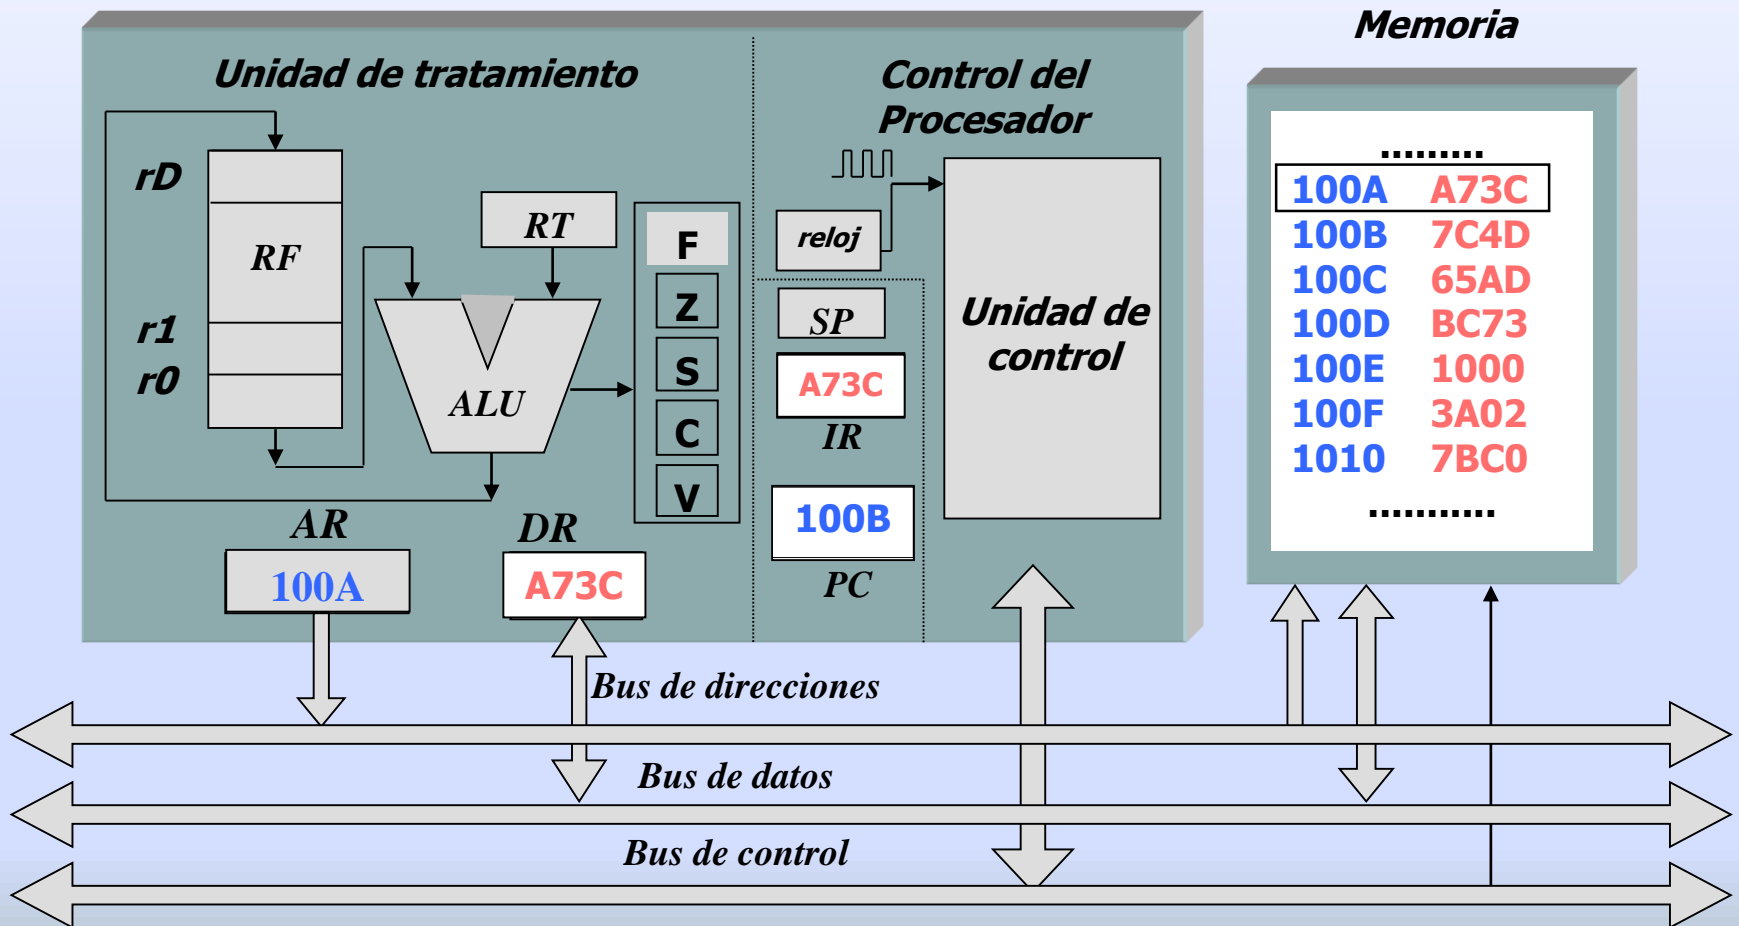 Memoria
Unidad de tratamiento
Control del
Procesador
rD
RF
r1
r0
RT
ALU
F
Z
S
C
V
reloj
SP
A73C
IR
100B
PC
Unidad de
control
.........
100A A73C
100B 7C4D
100C 65AD
100D BC73
100E 1000
100F 3A02
1010 7BC0
...........
AR
100A
DR
A73C
Bus de direcciones
Bus de datos
Bus de control